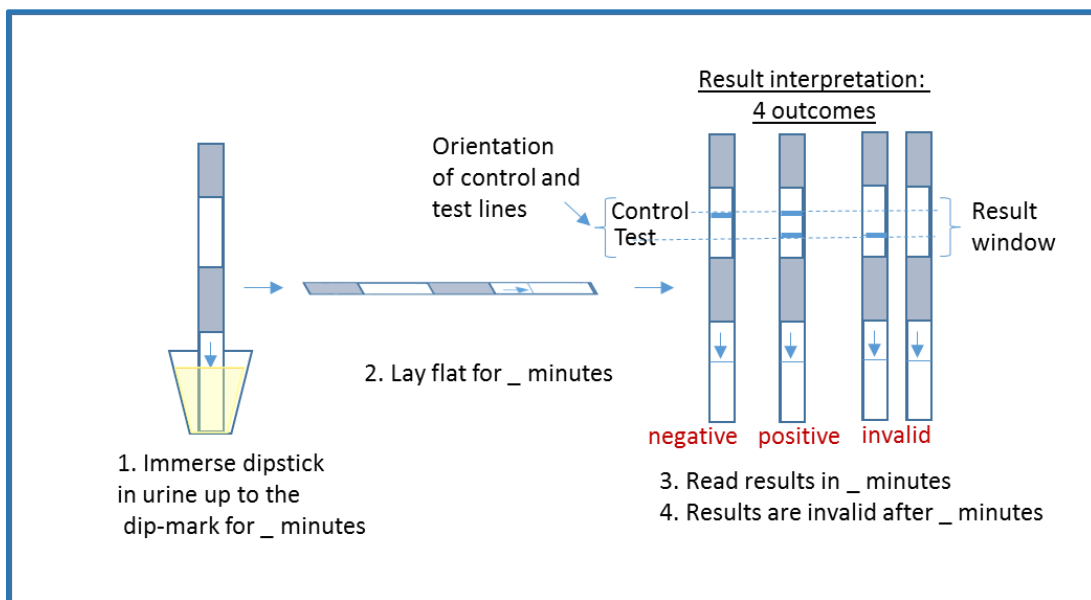 Result interpretation:
4 outcomes
Orientation
of control and
test lines
Control
Test
Result
window
2. Lay flat for _ minutes
negative
positive
invalid
1. Immerse dipstick
in urine up to the
dip-mark for _ minutes
3. Read results in _ minutes
4. Results are invalid after _ minutes